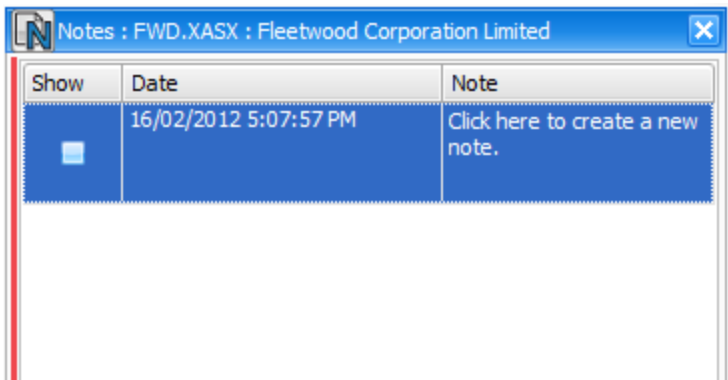 Notes : FWD.XASX : Fleetwood Corporation Limited
Show Date Note
16/02/2012 5:07:57 PM Click here to create a new
note.